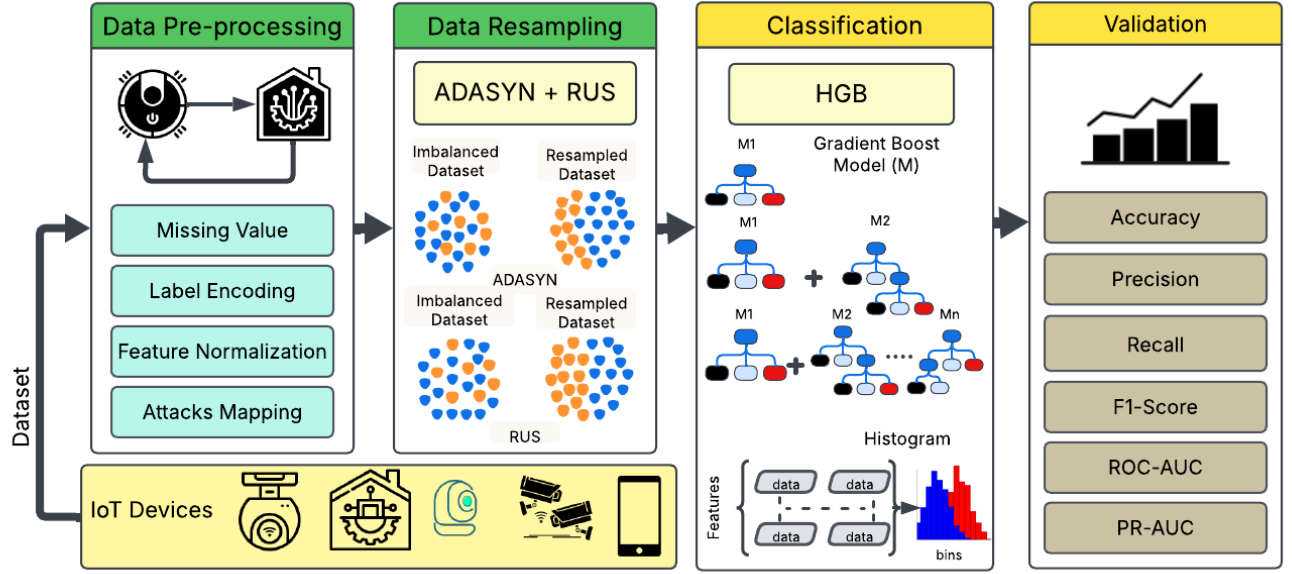 Data Pre-processing
Missing Value
Label Encoding
Feature Normalization
Attacks Mapping
Dataset
IoT Devices
Data Resampling
ADASYN + RUS
Imbalanced
Dataset
Resampled
Dataset
ADASYN
Imbalanced
Dataset
Resampled
Dataset
RUS
Classification
HGB
Gradient Boost
Model (M)
M1
M1
M2
M1
M2
Mn
Histogram
Features
data
data
data
data
bins
Validation
Accuracy
Precision
Recall
F1-Score
ROC-AUC
PR-AUC